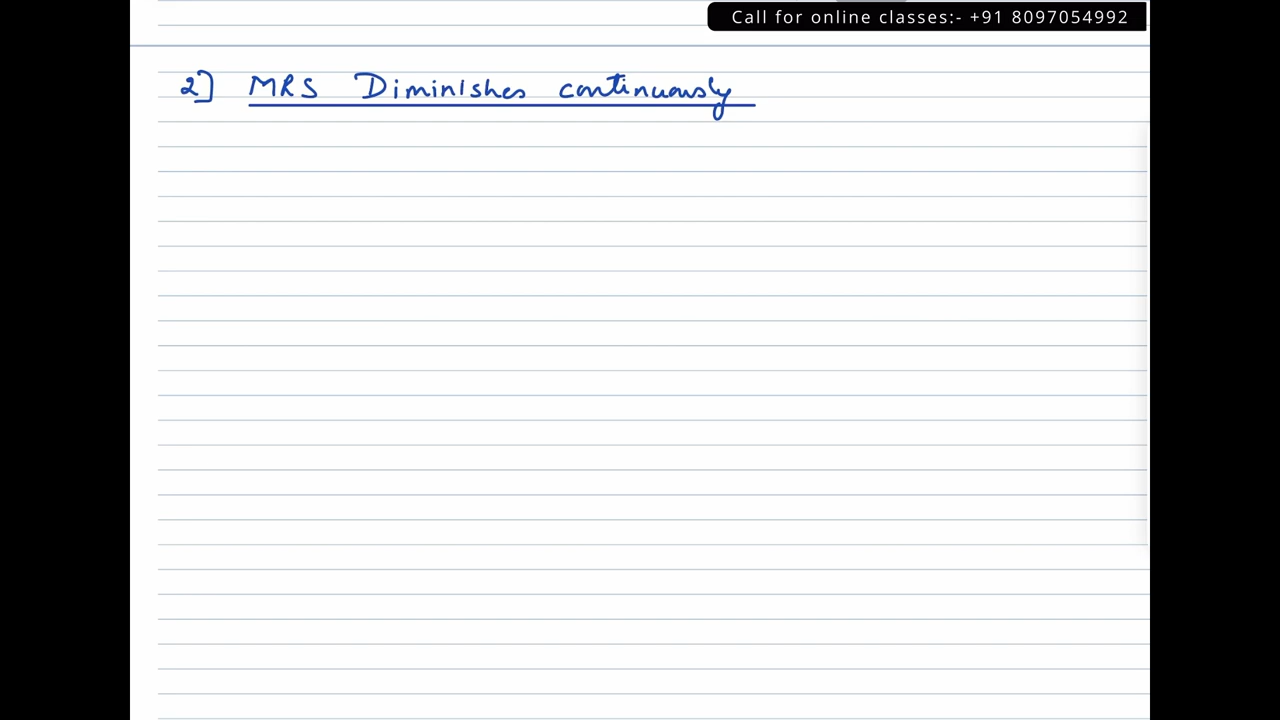 Call for online classes:- +91 8097054992
2] MRS Diminishes continuously